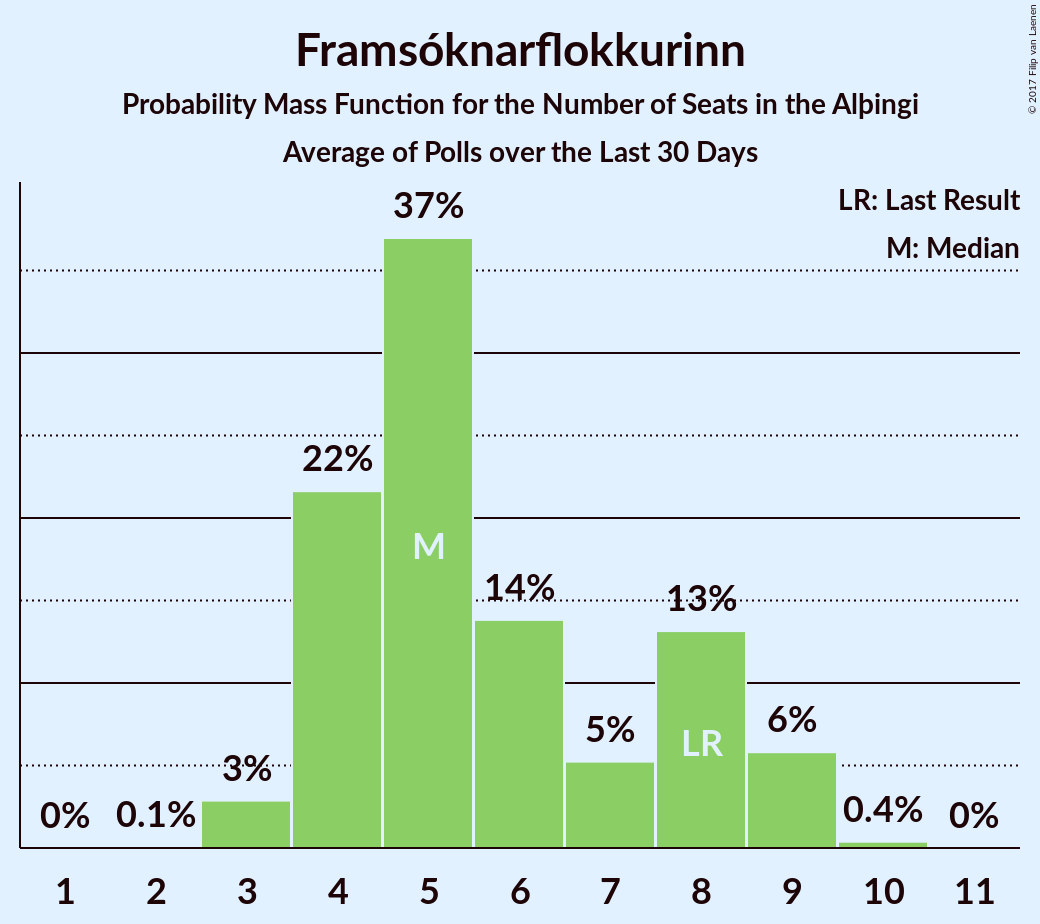 Framsóknarflokkurinn
Probability Mass Function for the Number of Seats in the Alþingi
Average of Polls over the Last 30 Days
© 2017 Filip van Laenen
LR: Last Result
M: Median
37%
22%
M
14%
13%
LR
6%
5%
3%
0%
0.1%
0.4%
0%
1 2 3 4 5 6 7 8 9 10 11